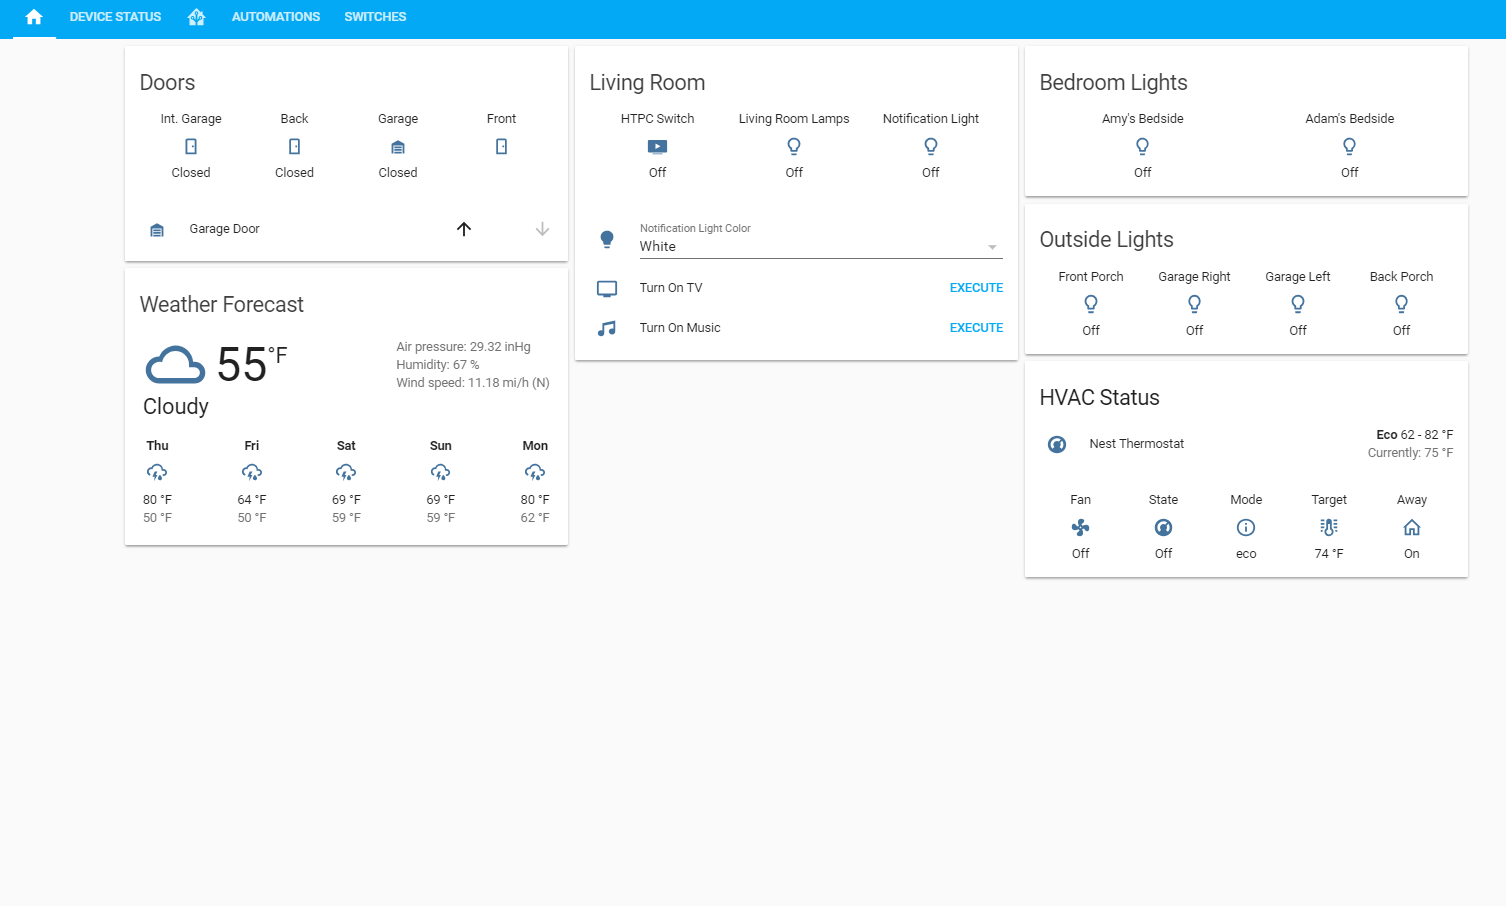 DEVICE STATUS AUTOMATIONS SWITCHES
Doors
Int. Garage Back Garage Front
Closed Closed Closed
Garage Door
Weather Forecast
55 °F
Cloudy
Air pressure: 29.32 inHg
Humidity: 67 %
Wind speed: 11.18 mi/h (N)
Thu Fri Sat Sun Mon
80 °F 64 °F 69 °F 69 °F 80 °F
50 °F 50 °F 59 °F 59 °F 62 °F
Living Room
HTPC Switch Living Room Lamps Notification Light
Off Off Off
Notification Light Color
White
Turn On TV EXECUTE
Turn On Music EXECUTE
Bedroom Lights
Amy's Bedside Adam's Bedside
Off Off
Outside Lights
Front Porch Garage Right Garage Left Back Porch
Off Off Off Off
HVAC Status
Nest Thermostat
Eco 62 - 82 °F
Currently: 75 °F
Fan State Mode Target Away
Off Off eco 74 °F On